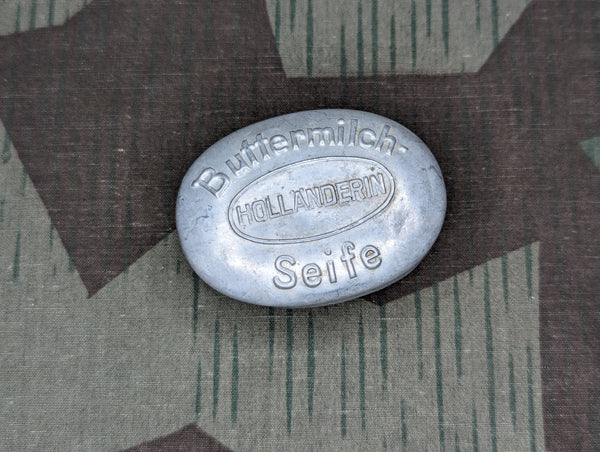 Buttermilch-
HOLLÄNDERIN
Seife